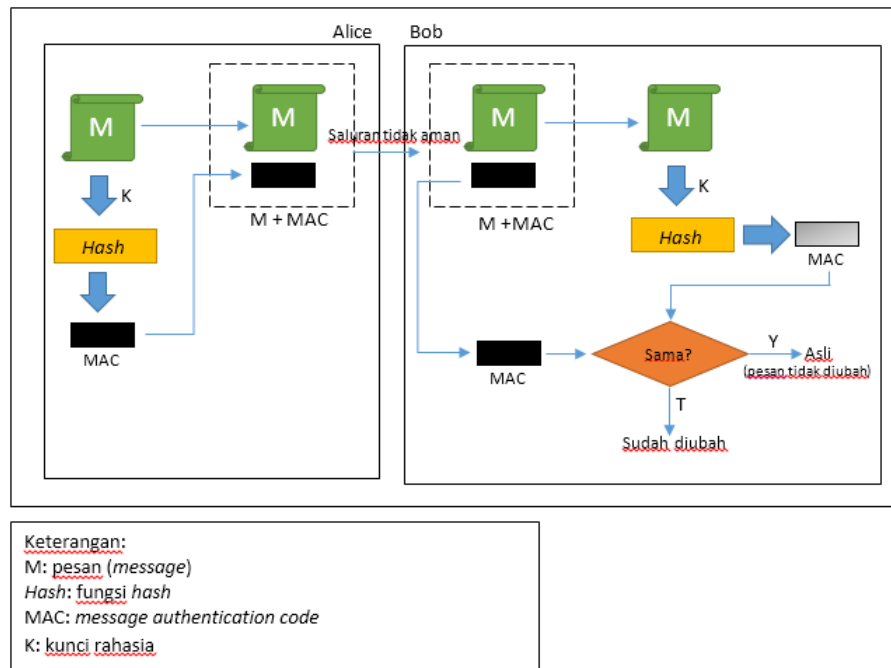 Alice
Bob
M
M
Saluran tidak aman
M
M
K
K
M + MAC
M +MAC
Hash
Hash
MAC
MAC
MAC
Sama?
Y
Asli
(pesan tidak diubah)
T
Sudah diubah
Keterangan:
M: pesan (message)
Hash: fungsi hash
MAC: message authentication code
K: kunci rahasia